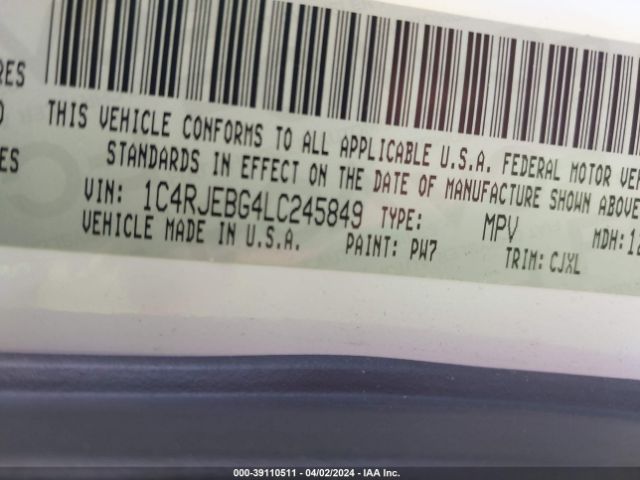 RES
THIS VEHICLE CONFORMS TO ALL APPLICABLE U.S.A. FEDERAL MOTOR VEH
STANDARDS IN EFFECT ON THE DATE OF MANUFACTURE SHOWN ABOVE
ES
VIN: 1C4RJEBG4LC245849 TYPE: MPV MDH: 12
VEHICLE MADE IN U.S.A. PAINT: PW7 TRIM: CJXL
000-39110511 - 04/02/2024 - IAA Inc.